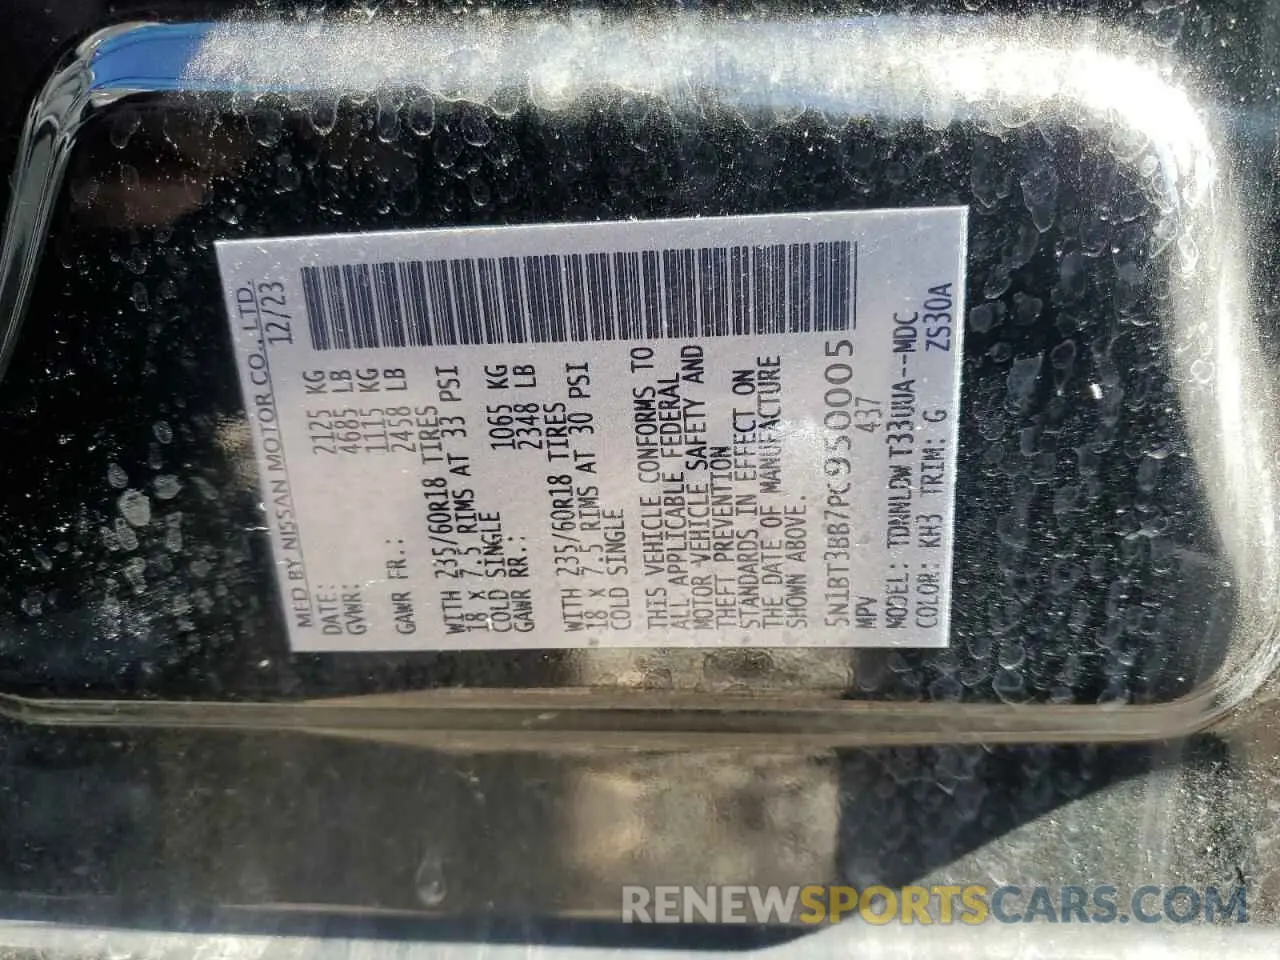 MFD BY NISSAN MOTOR CO., LTD.
DATE: 12/23
GVWR: 2125 KG
4685 LB
GAWR FR.: 1115 KG
2458 LB
WITH 235/60R18 TIRES
18 X 7.5 RIMS AT 33 PSI
COLD SINGLE
GAWR RR.: 1065 KG
2348 LB
WITH 235/60R18 TIRES
18 X 7.5 RIMS AT 30 PSI
COLD SINGLE
THIS VEHICLE CONFORMS TO
ALL APPLICABLE FEDERAL
MOTOR VEHICLE SAFETY AND
THEFT PREVENTION
STANDARDS IN EFFECT ON
THE DATE OF MANUFACTURE
SHOWN ABOVE.
5N1BT3BB7PC950005
MPV 437
MODEL: TDNNLDW T33UUA--MDC
COLOR: KH3 TRIM: G ZS30A
RENEWSPORTSCARS.COM.USA